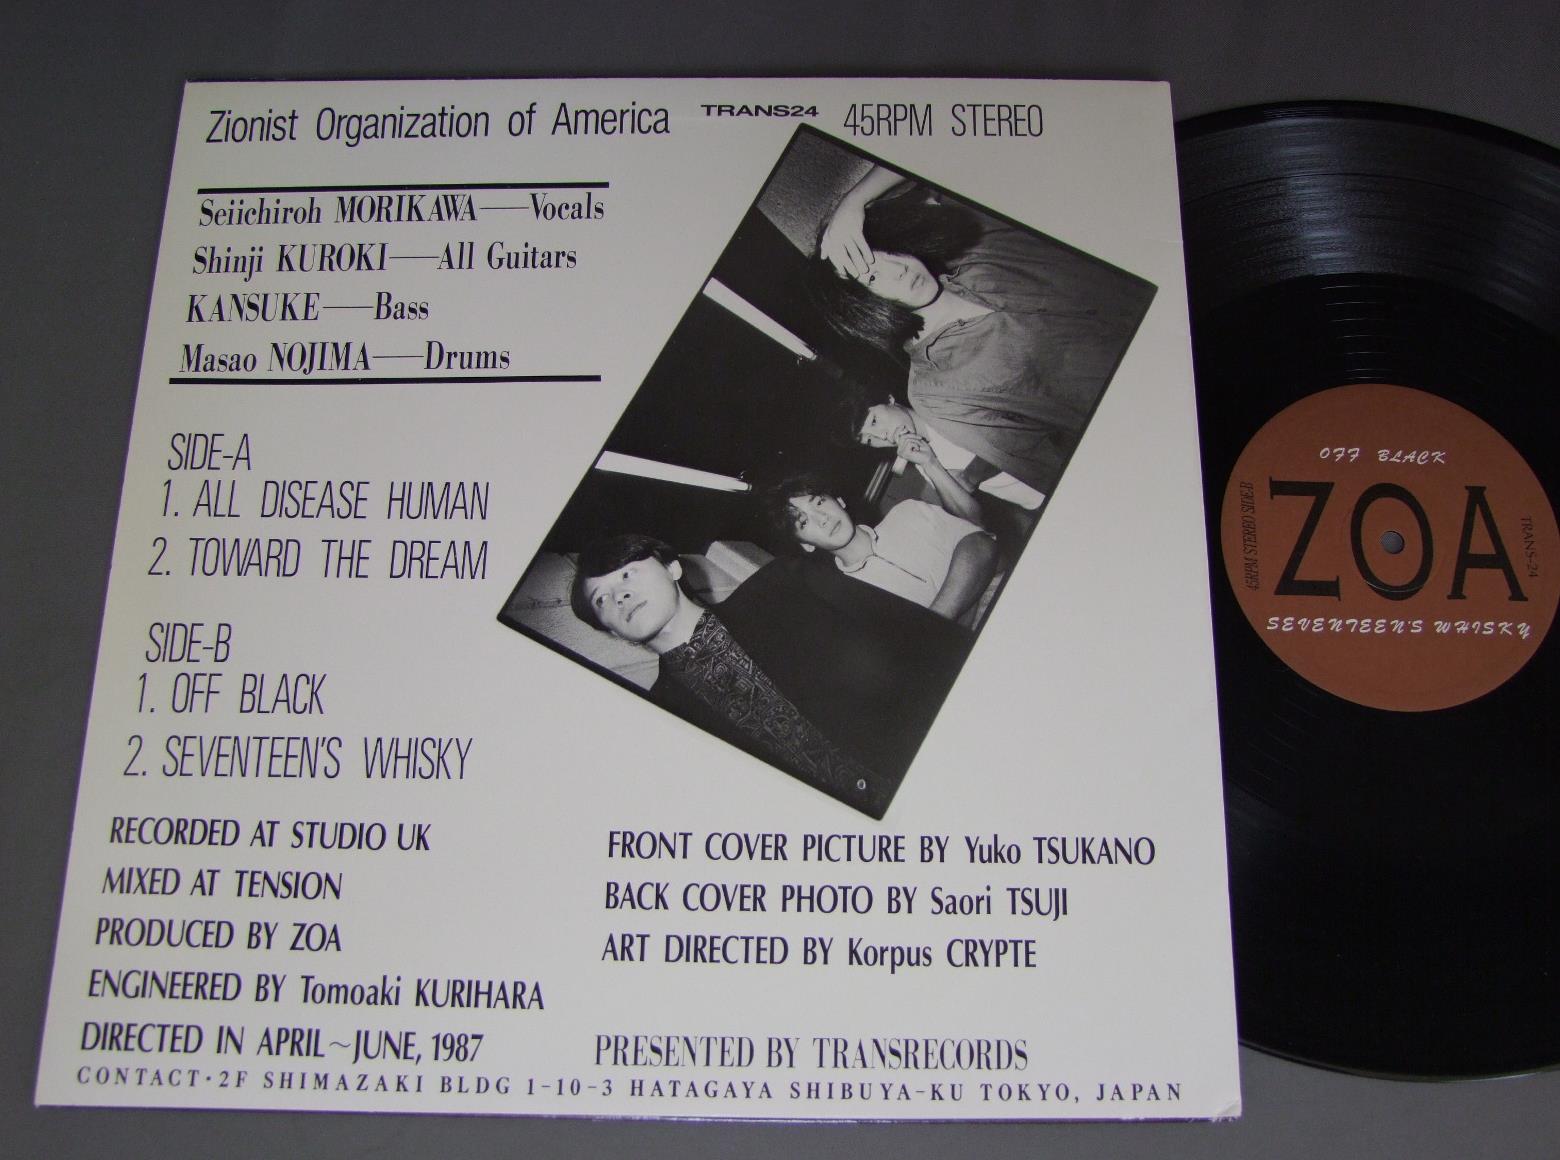 Zionist Organization of America TRANS24 45RPM STEREO
Seiichiroh MORIKAWA——Vocals
Shinji KUROKI——All Guitars
KANSUKE——Bass
Masao NOJIMA——Drums
SIDE-A
1. ALL DISEASE HUMAN
2. TOWARD THE DREAM
SIDE-B
1. OFF BLACK
2. SEVENTEEN'S WHISKY
RECORDED AT STUDIO UK
MIXED AT TENSION
PRODUCED BY ZOA
ENGINEERED BY Tomoaki KURIHARA
DIRECTED IN APRIL~JUNE, 1987
FRONT COVER PICTURE BY Yuko TSUKANO
BACK COVER PHOTO BY Saori TSUJI
ART DIRECTED BY Korpus CRYPTE
PRESENTED BY TRANSRECORDS
CONTACT・2F SHIMAZAKI BLDG 1-10-3 HATAGAYA SHIBUYA-KU TOKYO, JAPAN
OFF BLACK
ZOA
45RPM STEREO SIDE-B
TRANS-24
SEVENTEEN'S WHISKY